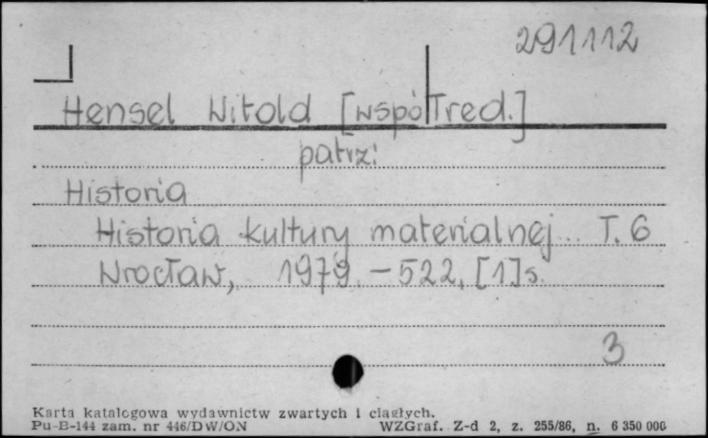 291112
Hensel Witold [współred.]
patrz:
Historia
Historia kultury materialnej... T. 6
Wrocław, 1979. – 522, [1] s.
3
Karta katalogowa wydawnictw zwartych i ciągłych.
Pu-B-144 zam. nr 446/DW/ON WZGraf. Z-d 2, z. 255/86, n. 6 350 000